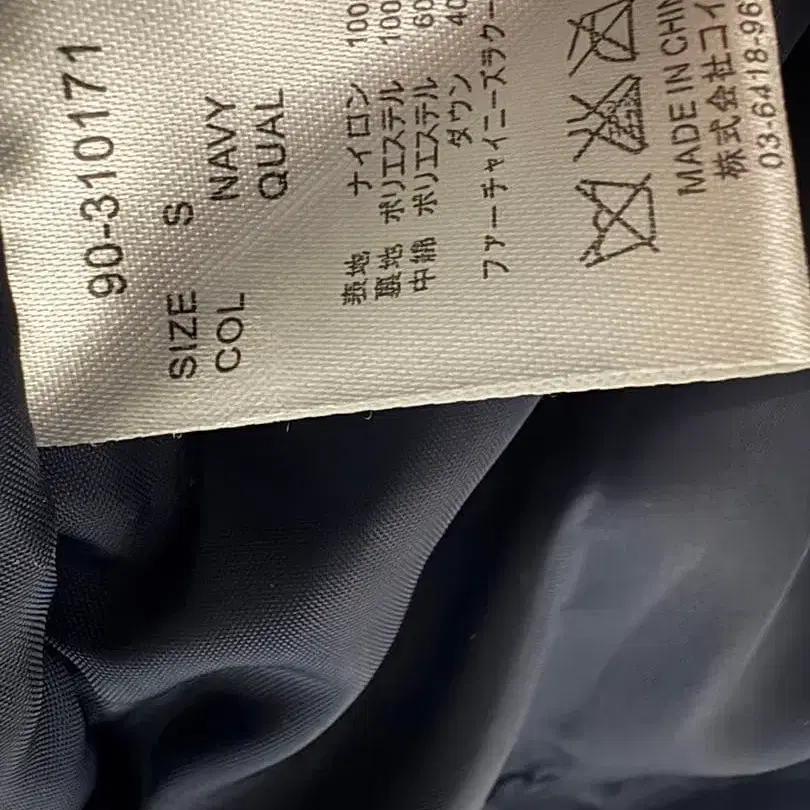 90-310171
SIZE S
COL NAVY
QUAL
表地 ナイロン 100
裏地 ポリエステル 100
中綿 ポリエステル 60
ダウン 40
ファーチャイニーズラクー
MADE IN CHIN
株式会社コイ
03-6418-96